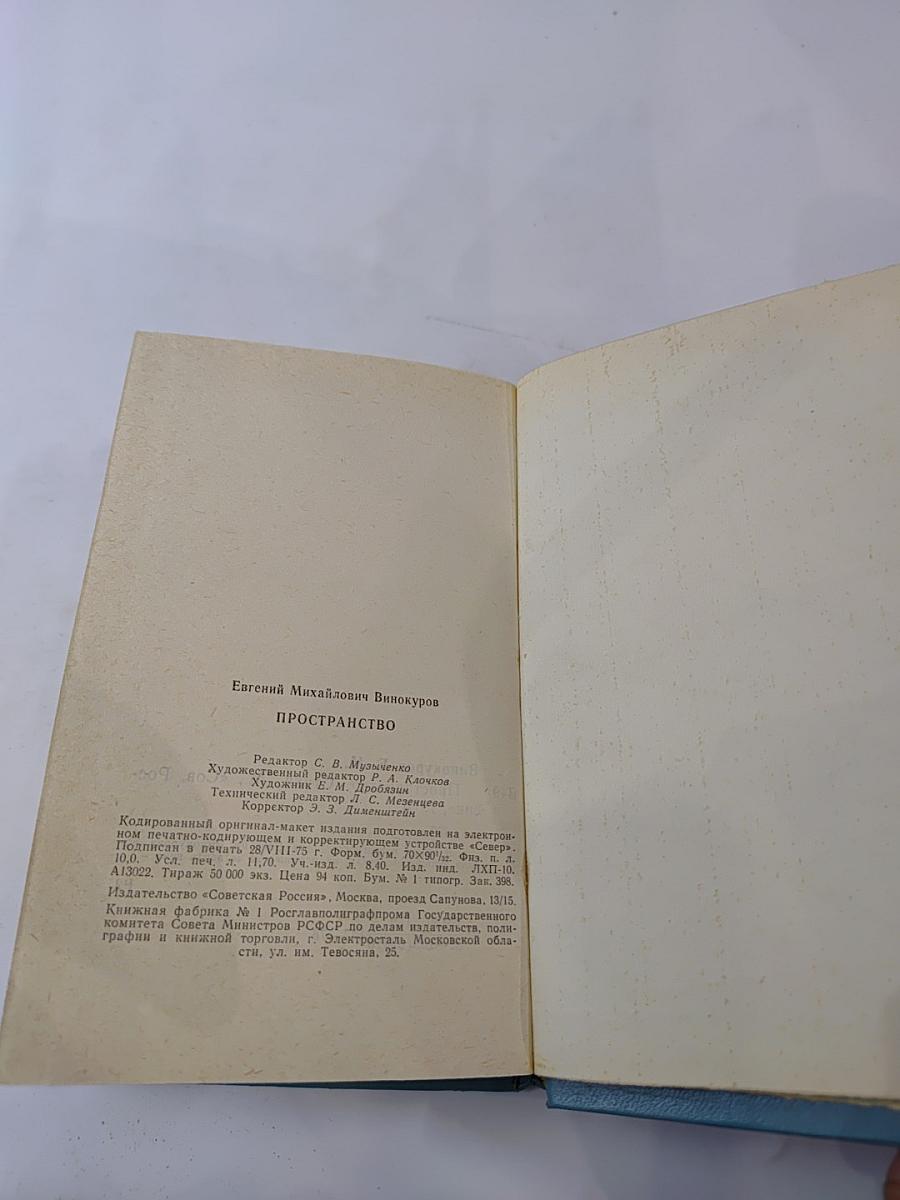 Евгений Михайлович Винокуров
ПРОСТРАНСТВО
Редактор С. В. Музыченко
Художественный редактор Р. А. Клочков
Художник Е. М. Дробязин
Технический редактор Л. С. Мезенцева
Корректор Э. З. Дименштейн
Кодированный оригинал-макет издания подготовлен на электрон-
ном печатно-кодирующем и корректирующем устройстве «Север».
Подписан в печать 28/VIII-75 г. Форм. бум. 70×90¹/₃₂. Физ. п. л.
10,0. Усл. печ. л. 11,70. Уч.-изд. л. 8,40. Изд. инд. ЛХП-10.
А13022. Тираж 50 000 экз. Цена 94 коп. Бум. № 1 типогр. Зак. 398.
Издательство «Советская Россия», Москва, проезд Сапунова, 13/15.
Книжная фабрика № 1 Росглавполиграфпрома Государственного
комитета Совета Министров РСФСР по делам издательств, поли-
графии и книжной торговли, г. Электросталь Московской обла-
сти, ул. им. Тевосяна, 25.